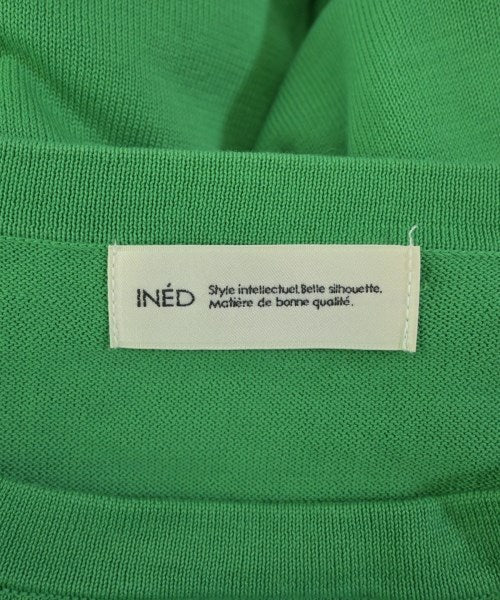 INÉD
Style intellectuel. Belle silhouette.
Matière de bonne qualité.